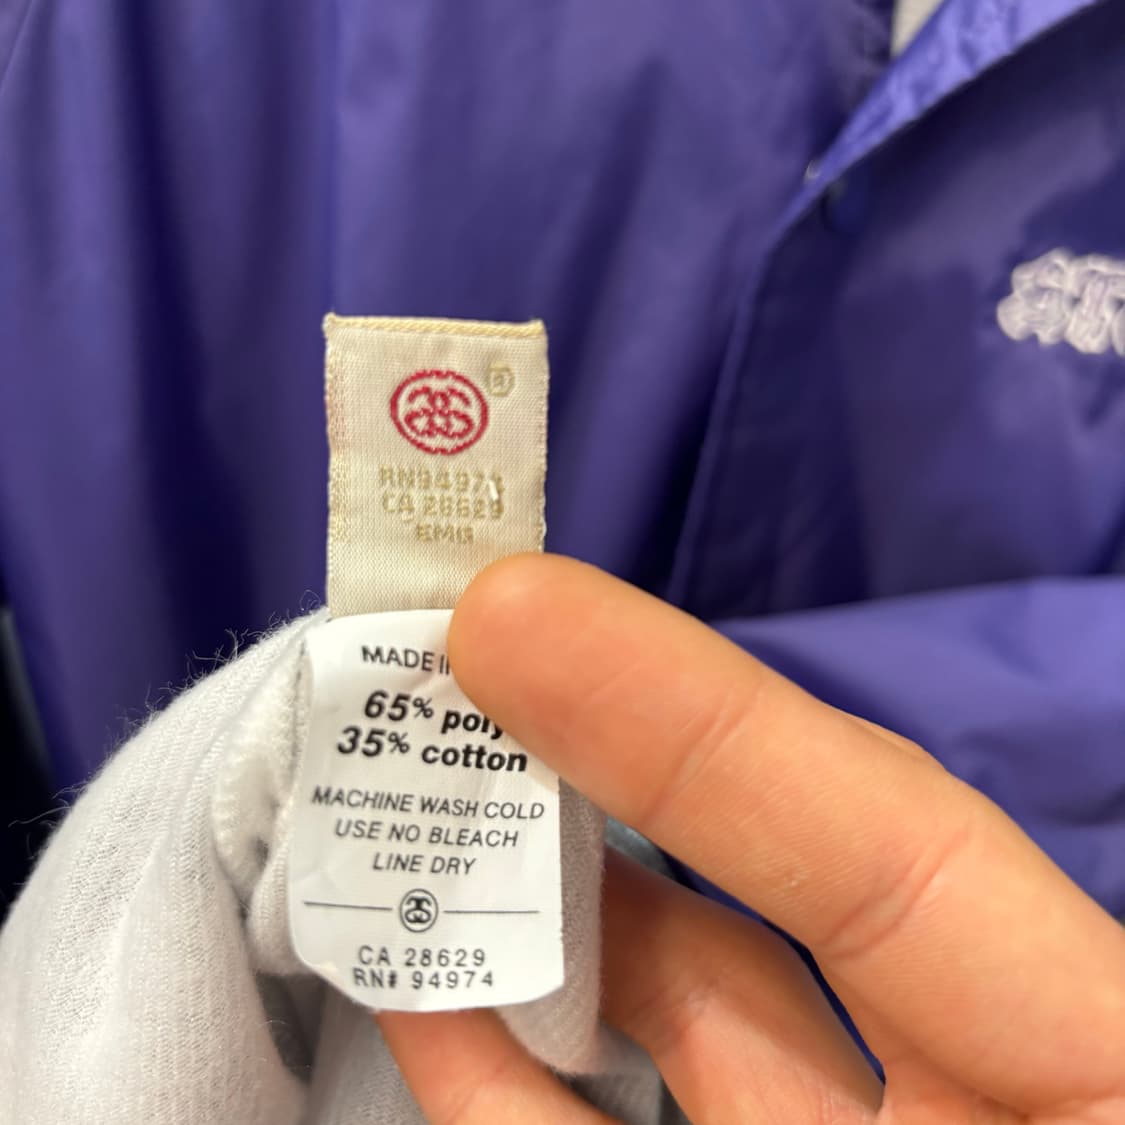 RN94974
CA 28629
EMG
MADE
65% poly
35% cotton
MACHINE WASH COLD
USE NO BLEACH
LINE DRY
CA 28629
RN# 94974